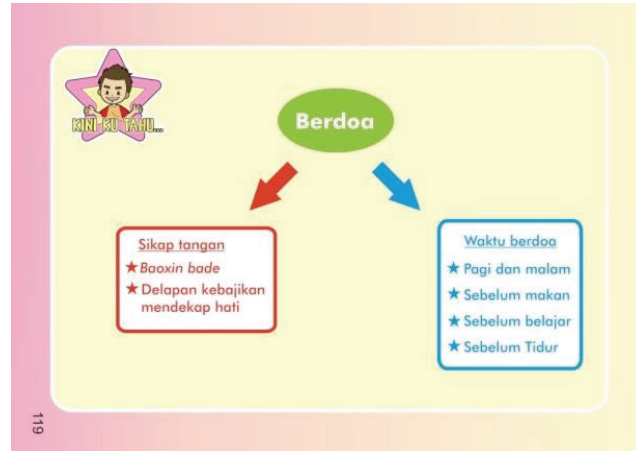 KINI KU TAHU...
Berdoa
Sikap tangan
★ Baoxin bade
★ Delapan kebajikan
mendekap hati
Waktu berdoa
★ Pagi dan malam
★ Sebelum makan
★ Sebelum belajar
★ Sebelum Tidur
119